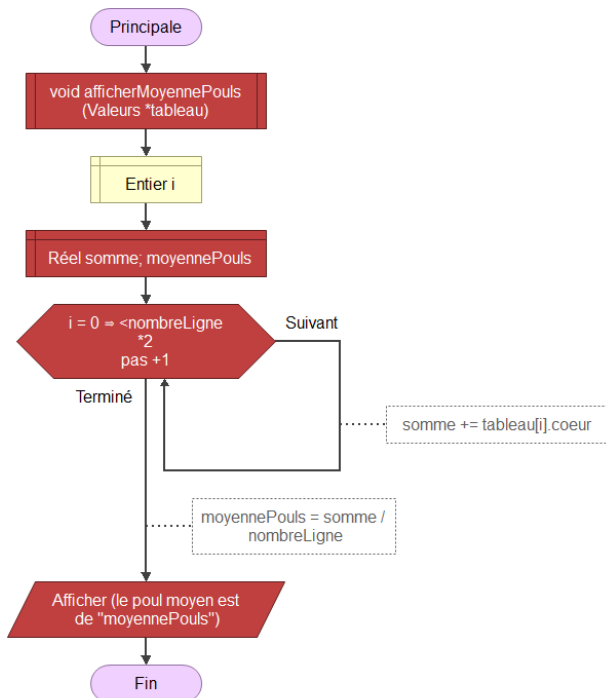 Principale
void afficherMoyennePouls
(Valeurs *tableau)
Entier i
Réel somme; moyennePouls
i = 0 ⇒ <nombreLigne
*2
pas +1
Suivant
Terminé
somme += tableau[i].coeur
moyennePouls = somme /
nombreLigne
Afficher (le poul moyen est
de "moyennePouls")
Fin